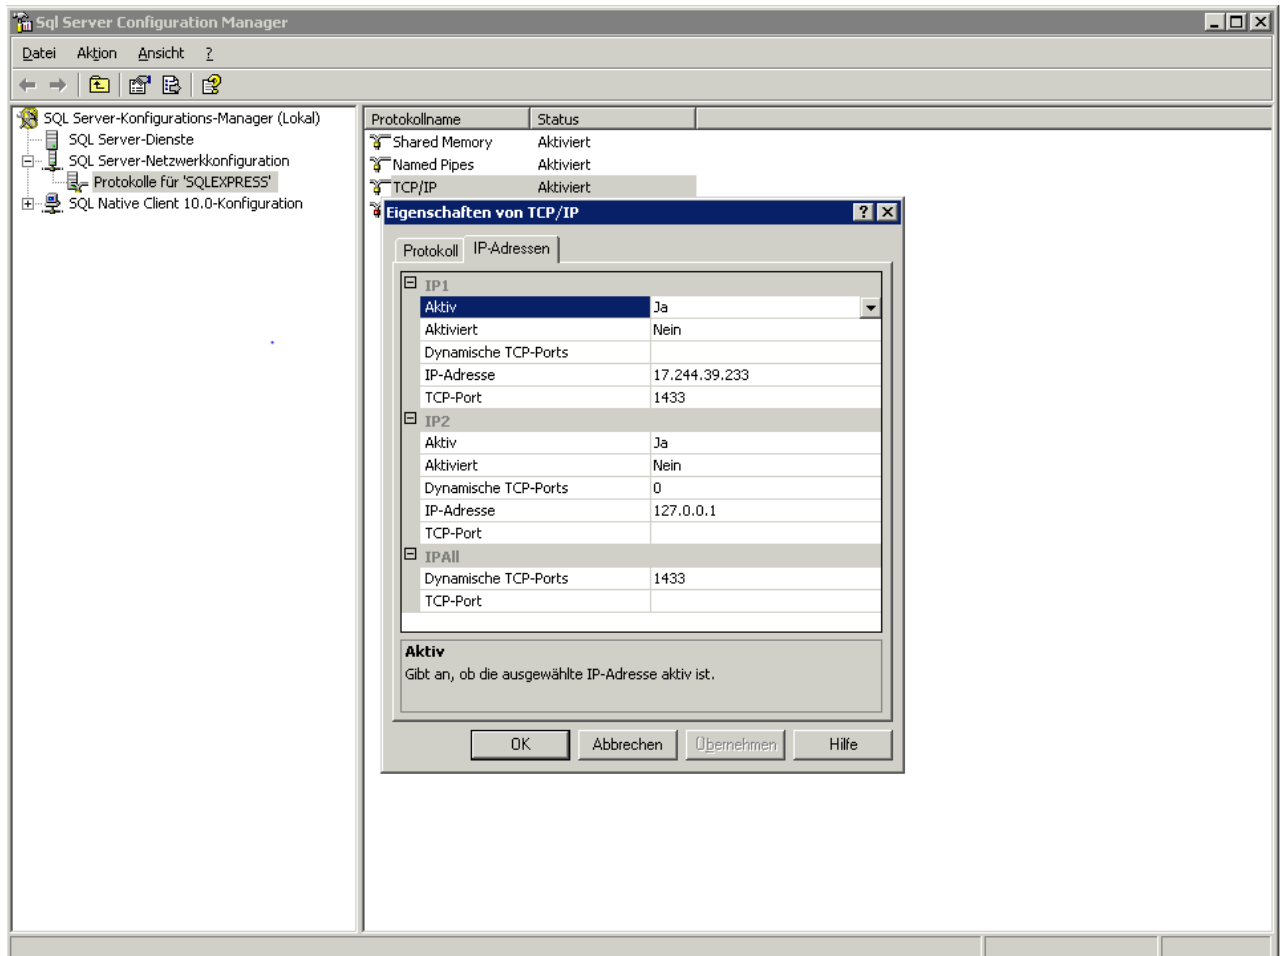 Sql Server Configuration Manager
Datei Aktion Ansicht ?
SQL Server-Konfigurations-Manager (Lokal)
SQL Server-Dienste
SQL Server-Netzwerkkonfiguration
Protokolle für 'SQLEXPRESS'
SQL Native Client 10.0-Konfiguration
Protokollname Status
Shared Memory Aktiviert
Named Pipes Aktiviert
TCP/IP Aktiviert
Eigenschaften von TCP/IP
Protokoll IP-Adressen
IP1
Aktiv Ja
Aktiviert Nein
Dynamische TCP-Ports
IP-Adresse 17.244.39.233
TCP-Port 1433
IP2
Aktiv Ja
Aktiviert Nein
Dynamische TCP-Ports 0
IP-Adresse 127.0.0.1
TCP-Port
IPAll
Dynamische TCP-Ports 1433
TCP-Port
Aktiv
Gibt an, ob die ausgewählte IP-Adresse aktiv ist.
OK Abbrechen Übernehmen Hilfe